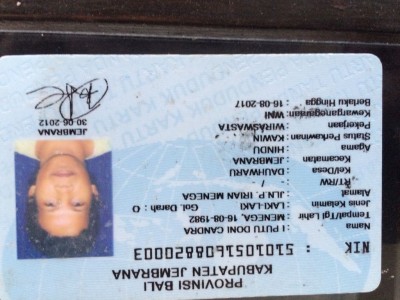 PROVINSI BALI
KABUPATEN JEMBRANA
NIK : 5101051608820003
Nama : I PUTU DONI CANDRA
Tempat/Tgl Lahir : MENEGA, 16-08-1982
Jenis Kelamin : LAKI-LAKI Gol. Darah : O
Alamat : JLN.P. IRIAN MENEGA
RT/RW : /
Kel/Desa : DAUHWARU
Kecamatan : JEMBRANA
Agama : HINDU
Status Perkawinan : KAWIN
Pekerjaan : WIRASWASTA
Kewarganegaraan : WNI
Berlaku Hingga : 16-08-2017
JEMBRANA
30-06-2012